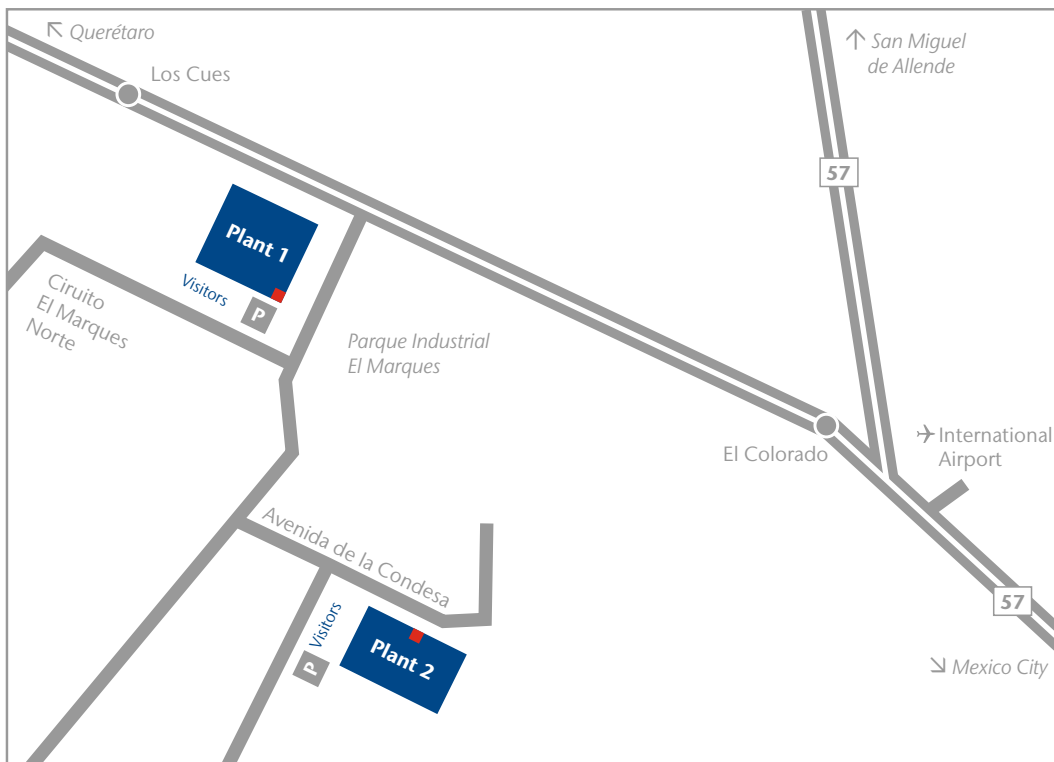 Querétaro
San Miguel
de Allende
Los Cues
57
Plant 1
Visitors
P
Ciruito
El Marques
Norte
Parque Industrial
El Marques
El Colorado
International
Airport
Avenida de la Condesa
57
Visitors
P
Plant 2
Mexico City